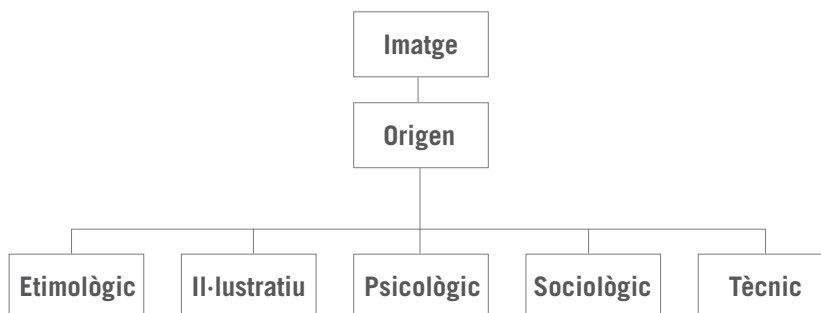 Imatge
Origen
Etimològic
Il·lustratiu
Psicològic
Sociològic
Tècnic